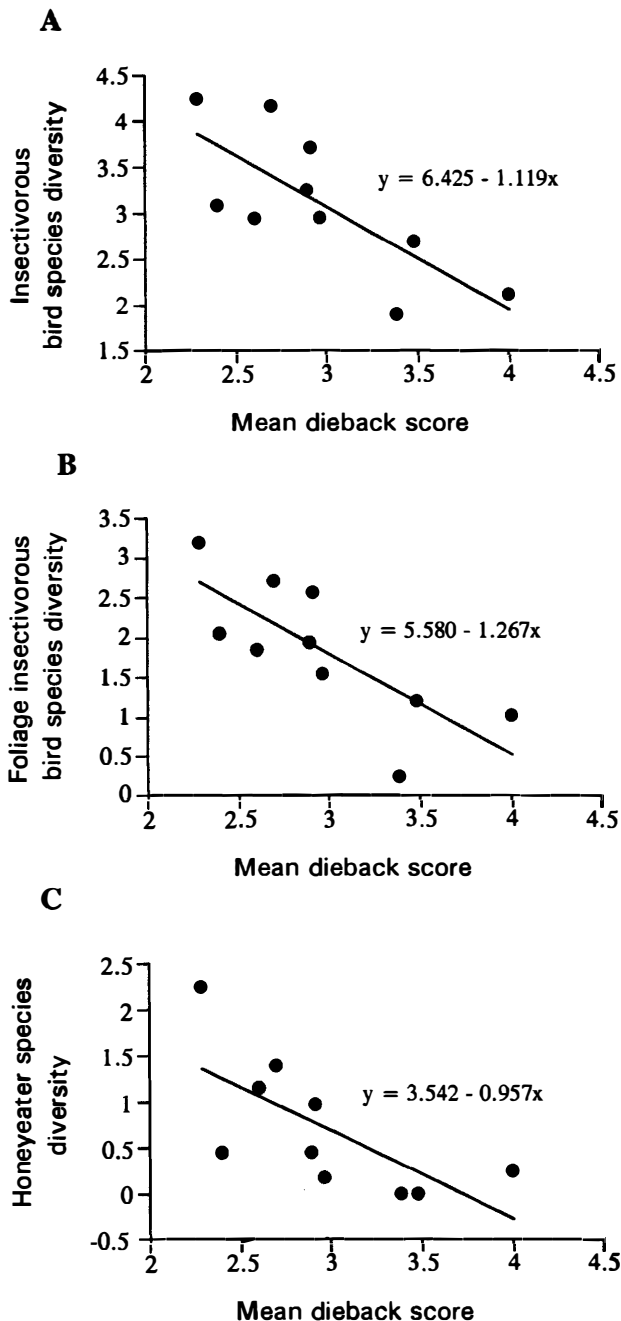 A
Insectivorous
bird species diversity
4.5
4
3.5
3
2.5
2
1.5
y = 6.425 - 1.119x
2
2.5
3
3.5
4
4.5
Mean dieback score
B
Foliage insectivorous
bird species diversity
3.5
3
2.5
2
1.5
1
0.5
0
y = 5.580 - 1.267x
2
2.5
3
3.5
4
4.5
Mean dieback score
C
Honeyeater species
diversity
2.5
2
1.5
1
0.5
0
-0.5
y = 3.542 - 0.957x
2
2.5
3
3.5
4
4.5
Mean dieback score